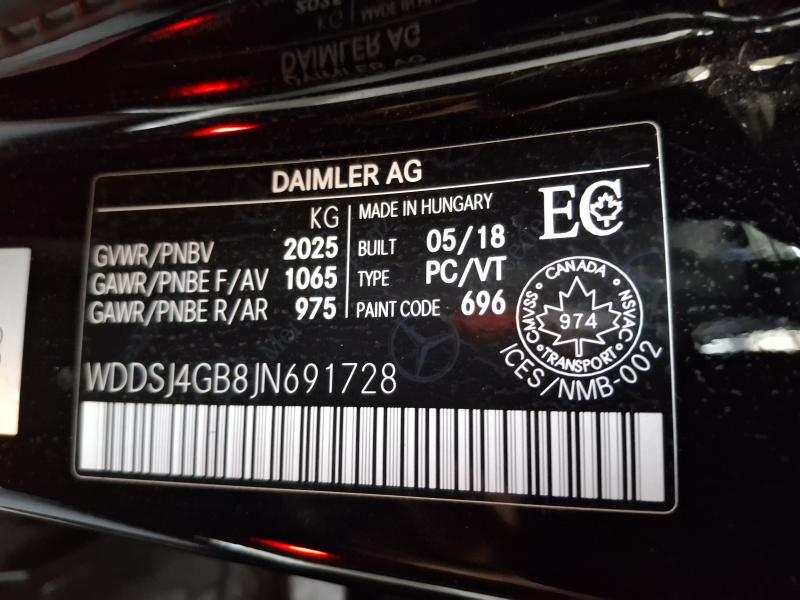 DAIMLER AG
KG
GVWR/PNBV 2025
GAWR/PNBE F/AV 1065
GAWR/PNBE R/AR 975
MADE IN HUNGARY
BUILT 05/18
TYPE PC/VT
PAINT CODE 696
EC
CANADA
CMVSS NSVAC
974
TRANSPORT
ICES/NMB-002
WDDSJ4GB8JN691728